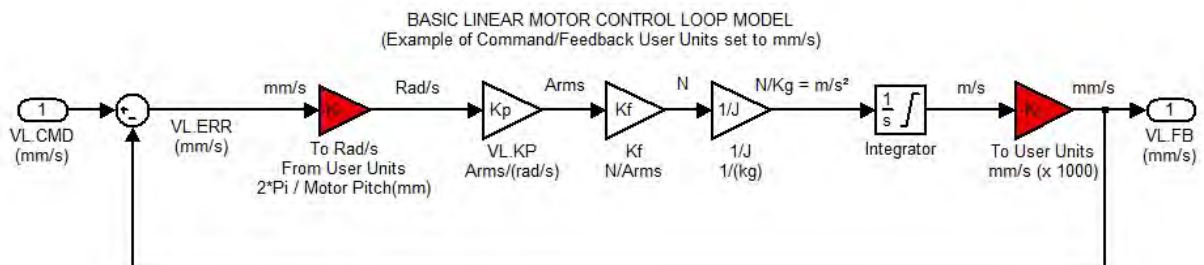 BASIC LINEAR MOTOR CONTROL LOOP MODEL
(Example of Command/Feedback User Units set to mm/s)
mm/s
Rad/s
Arms
N
N/Kg = m/s²
m/s
mm/s
1
VL.CMD
(mm/s)
+
-
VL.ERR
(mm/s)
K-
To Rad/s
From User Units
2*Pi / Motor Pitch(mm)
Kp
VL.KP
Arms/(rad/s)
Kf
Kf
N/Arms
1/J
1/J
1/(kg)
1
s
Integrator
K-
To User Units
mm/s (x 1000)
1
VL.FB
(mm/s)